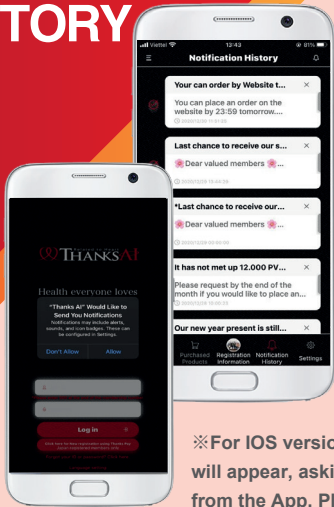 TORY
Viettel
13:43
81%
Notification History
Your can order by Website t...
You can place an order on the
website by 23:59 tomorrow....
Last chance to receive our s...
Dear valued members 🌸...
*Last chance to receive our...
Dear valued members 🌸...
It has not met up 12.000 PV...
Please request by the end of the
month if you would like to place an...
Our new year present is still...
Purchased
Products
Registration
Information
Notification
History
Settings
THANKSAI
Health everyone loves
"Thanks AI" Would Like to
Send You Notifications
Notifications may include alerts,
sounds, and icon badges. These can
be configured in Settings.
Don't Allow
Allow
Log in
※For IOS versio
will appear, aski
from the App. Pl